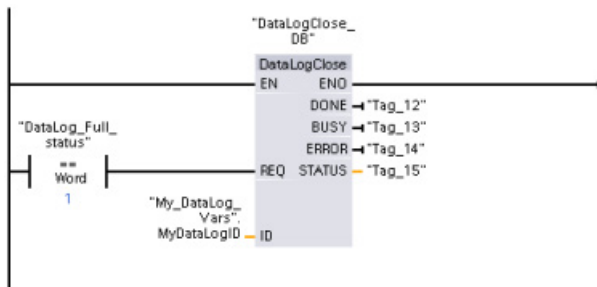 "DataLogClose_
DB"
DataLogClose
EN ENO
DONE "Tag_12"
BUSY "Tag_13"
"DataLog_Full_
status"
ERROR "Tag_14"
==
Word
REQ STATUS "Tag_15"
1
"My_DataLog_
Vars".
MyDataLogID ID